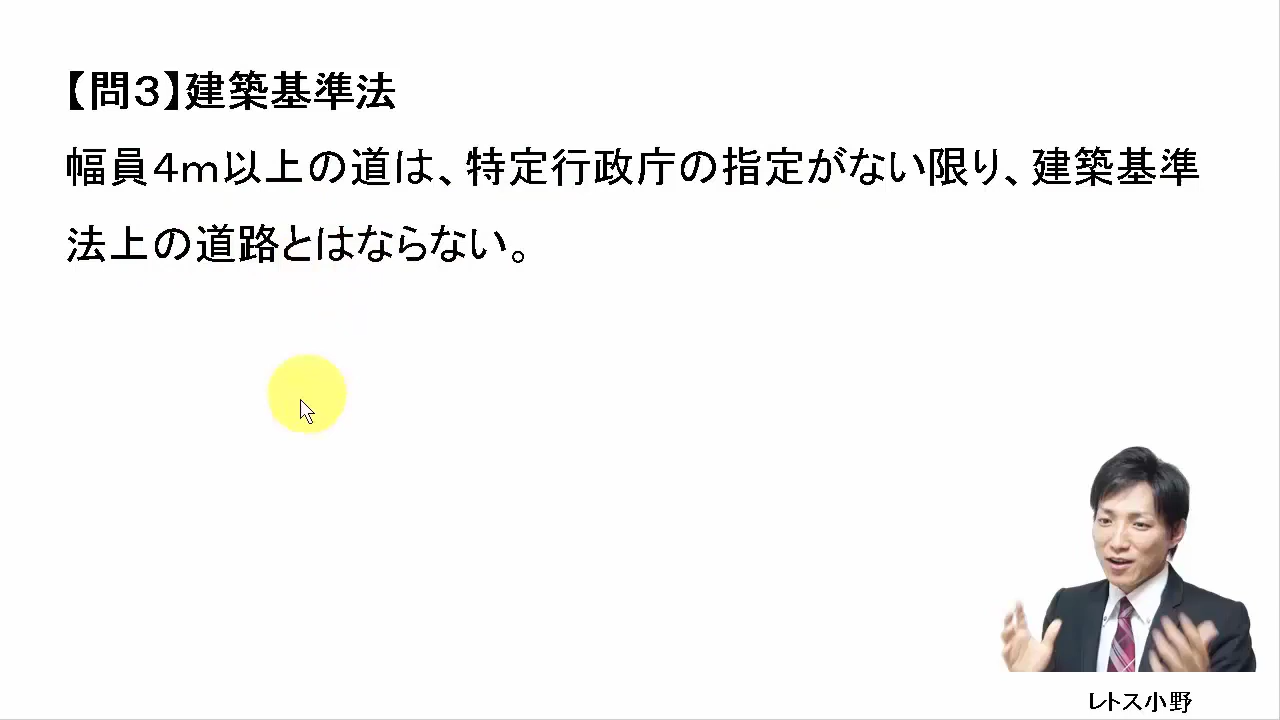 【問３】建築基準法
幅員４ｍ以上の道は、特定行政庁の指定がない限り、建築基準
法上の道路とはならない。
レトス小野